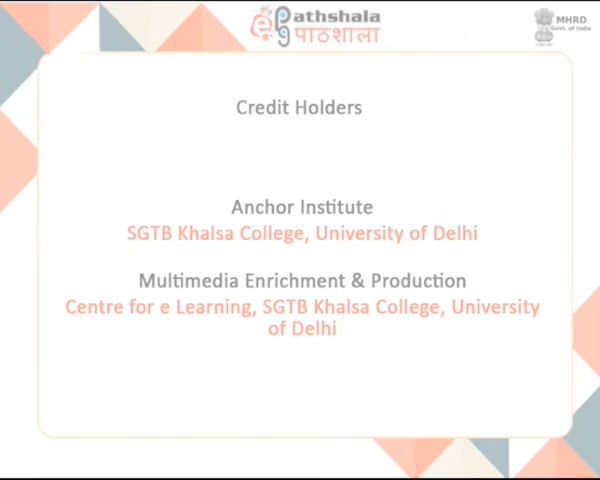 ePathshala
पाठशाला
MHRD
Govt. of India
Credit Holders
Anchor Institute
SGTB Khalsa College, University of Delhi
Multimedia Enrichment & Production
Centre for e Learning, SGTB Khalsa College, University
of Delhi